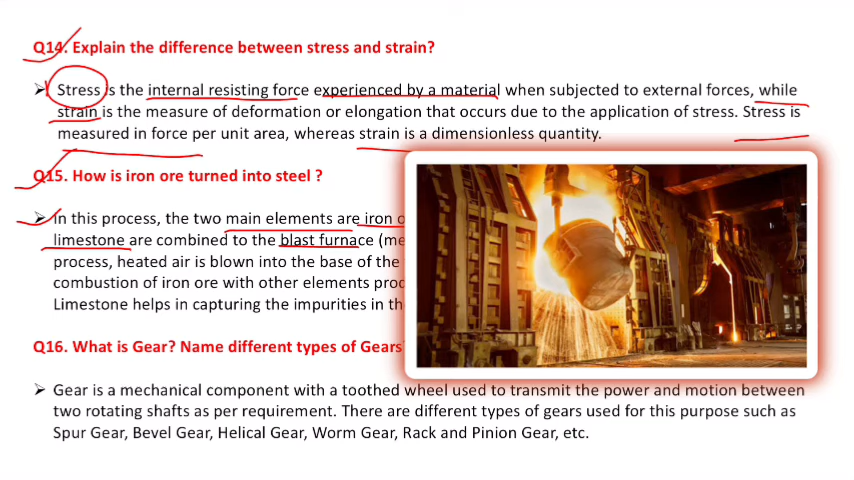 Q14. Explain the difference between stress and strain?
➢ Stress is the internal resisting force experienced by a material when subjected to external forces, while
strain is the measure of deformation or elongation that occurs due to the application of stress. Stress is
measured in force per unit area, whereas strain is a dimensionless quantity.
Q15. How is iron ore turned into steel ?
➢ In this process, the two main elements are iron
limestone are combined to the blast furnace
process, heated air is blown into the base of the
combustion of iron ore with other elements
Limestone helps in capturing the impurities in
Q16. What is Gear? Name different types of Gears
➢ Gear is a mechanical component with a toothed wheel used to transmit the power and motion between
two rotating shafts as per requirement. There are different types of gears used for this purpose such as
Spur Gear, Bevel Gear, Helical Gear, Worm Gear, Rack and Pinion Gear, etc.